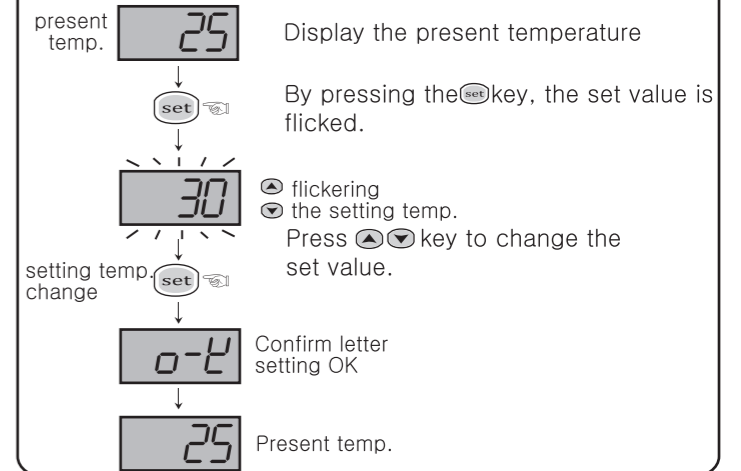 present
temp.
25
Display the present temperature
set
By pressing the set key, the set value is
flicked.
30
flickering
the setting temp.
Press key to change the
set value.
setting temp.
change
set
o-k
Confirm letter
setting OK
25
Present temp.